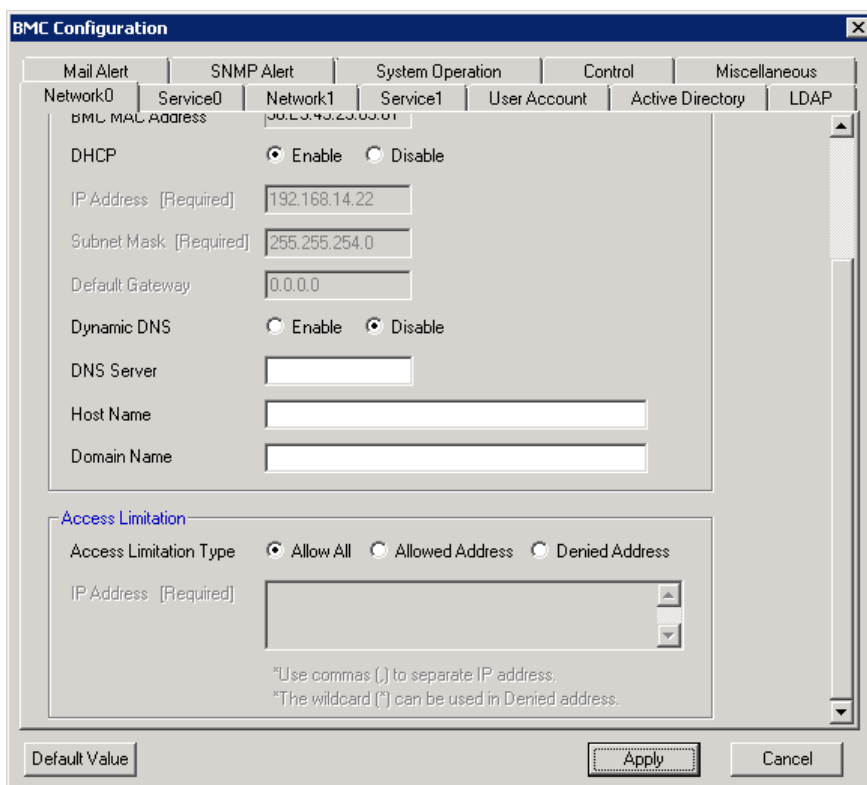 BMC Configuration
Mail Alert SNMP Alert System Operation Control Miscellaneous
Network0 Service0 Network1 Service1 User Account Active Directory LDAP
BMC MAC Address
DHCP Enable Disable
IP Address [Required] 192.168.14.22
Subnet Mask [Required] 255.255.254.0
Default Gateway 0.0.0.0
Dynamic DNS Enable Disable
DNS Server
Host Name
Domain Name
Access Limitation
Access Limitation Type Allow All Allowed Address Denied Address
IP Address [Required]
*Use commas (,) to separate IP address.
*The wildcard (*) can be used in Denied address.
Default Value Apply Cancel